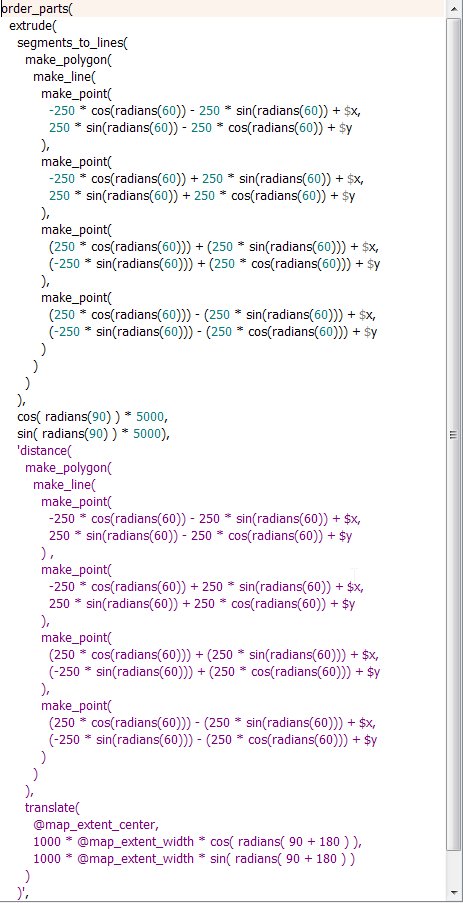 order_parts(
extrude(
segments_to_lines(
make_polygon(
make_line(
make_point(
-250 * cos(radians(60)) - 250 * sin(radians(60)) + $x,
250 * sin(radians(60)) - 250 * cos(radians(60)) + $y
),
make_point(
-250 * cos(radians(60)) + 250 * sin(radians(60)) + $x,
250 * sin(radians(60)) + 250 * cos(radians(60)) + $y
),
make_point(
(250 * cos(radians(60))) + (250 * sin(radians(60))) + $x,
(-250 * sin(radians(60))) + (250 * cos(radians(60))) + $y
),
make_point(
(250 * cos(radians(60))) - (250 * sin(radians(60))) + $x,
(-250 * sin(radians(60))) - (250 * cos(radians(60))) + $y
)
)
)
),
cos( radians(90) ) * 5000,
sin( radians(90) ) * 5000),
'distance(
make_polygon(
make_line(
make_point(
-250 * cos(radians(60)) - 250 * sin(radians(60)) + $x,
250 * sin(radians(60)) - 250 * cos(radians(60)) + $y
) ,
make_point(
-250 * cos(radians(60)) + 250 * sin(radians(60)) + $x,
250 * sin(radians(60)) + 250 * cos(radians(60)) + $y
),
make_point(
(250 * cos(radians(60))) + (250 * sin(radians(60))) + $x,
(-250 * sin(radians(60))) + (250 * cos(radians(60))) + $y
),
make_point(
(250 * cos(radians(60))) - (250 * sin(radians(60))) + $x,
(-250 * sin(radians(60))) - (250 * cos(radians(60))) + $y
)
)
),
translate(
@map_extent_center,
1000 * @map_extent_width * cos( radians( 90 + 180 ) ),
1000 * @map_extent_width * sin( radians( 90 + 180 ) )
)
)',